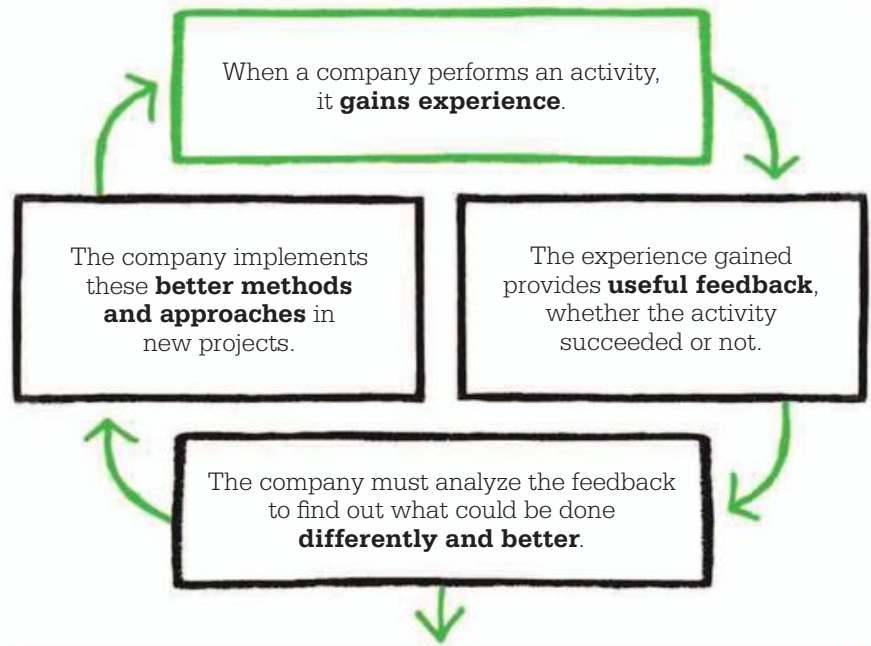 When a company performs an activity,
it gains experience.
The experience gained
provides useful feedback,
whether the activity
succeeded or not.
The company must analyze the feedback
to find out what could be done
differently and better.
The company implements
these better methods
and approaches in
new projects.